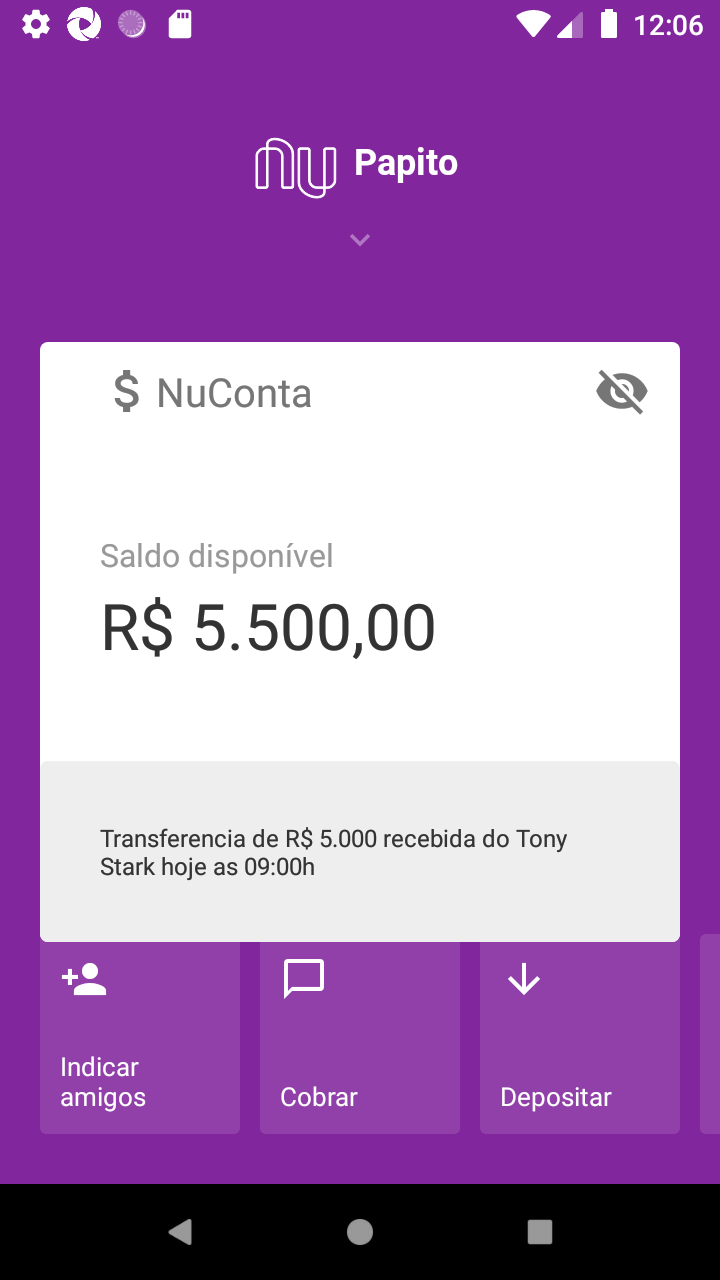 12:06
nu Papito
$ NuConta
Saldo disponível
R$ 5.500,00
Transferencia de R$ 5.000 recebida do Tony
Stark hoje as 09:00h
Indicar
amigos
Cobrar
Depositar